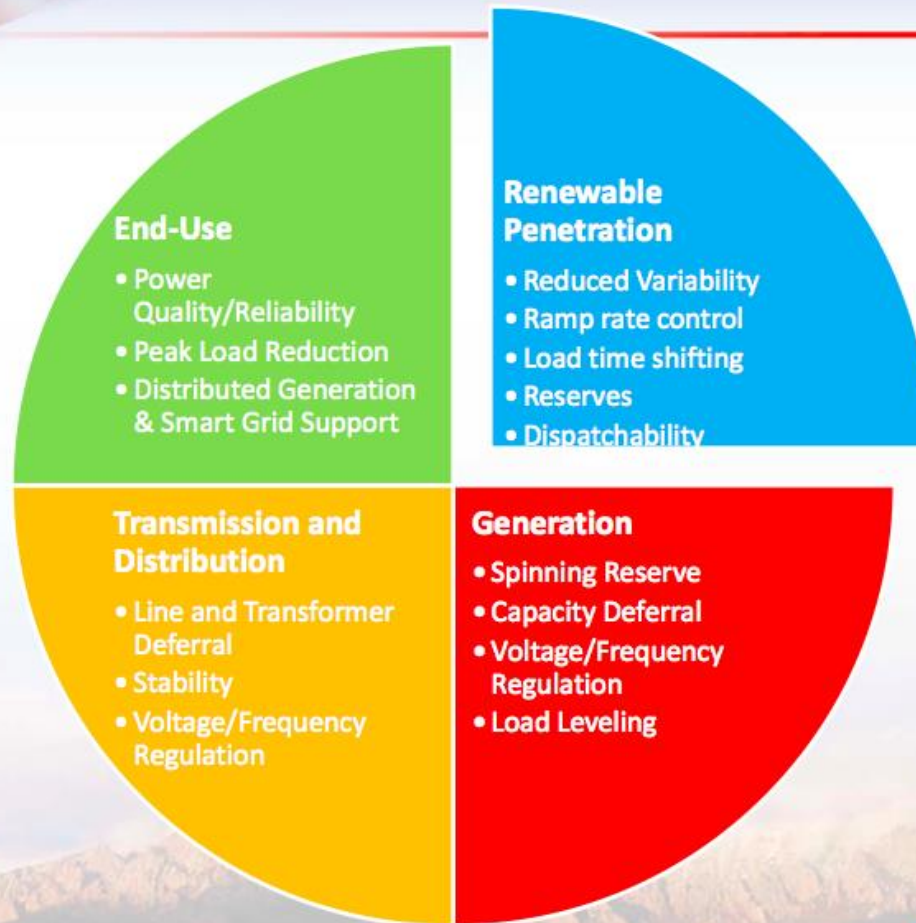 End-Use
• Power
Quality/Reliability
• Peak Load Reduction
• Distributed Generation
& Smart Grid Support
Renewable
Penetration
• Reduced Variability
• Ramp rate control
• Load time shifting
• Reserves
• Dispatchability
Transmission and
Distribution
• Line and Transformer
Deferral
• Stability
• Voltage/Frequency
Regulation
Generation
• Spinning Reserve
• Capacity Deferral
• Voltage/Frequency
Regulation
• Load Leveling